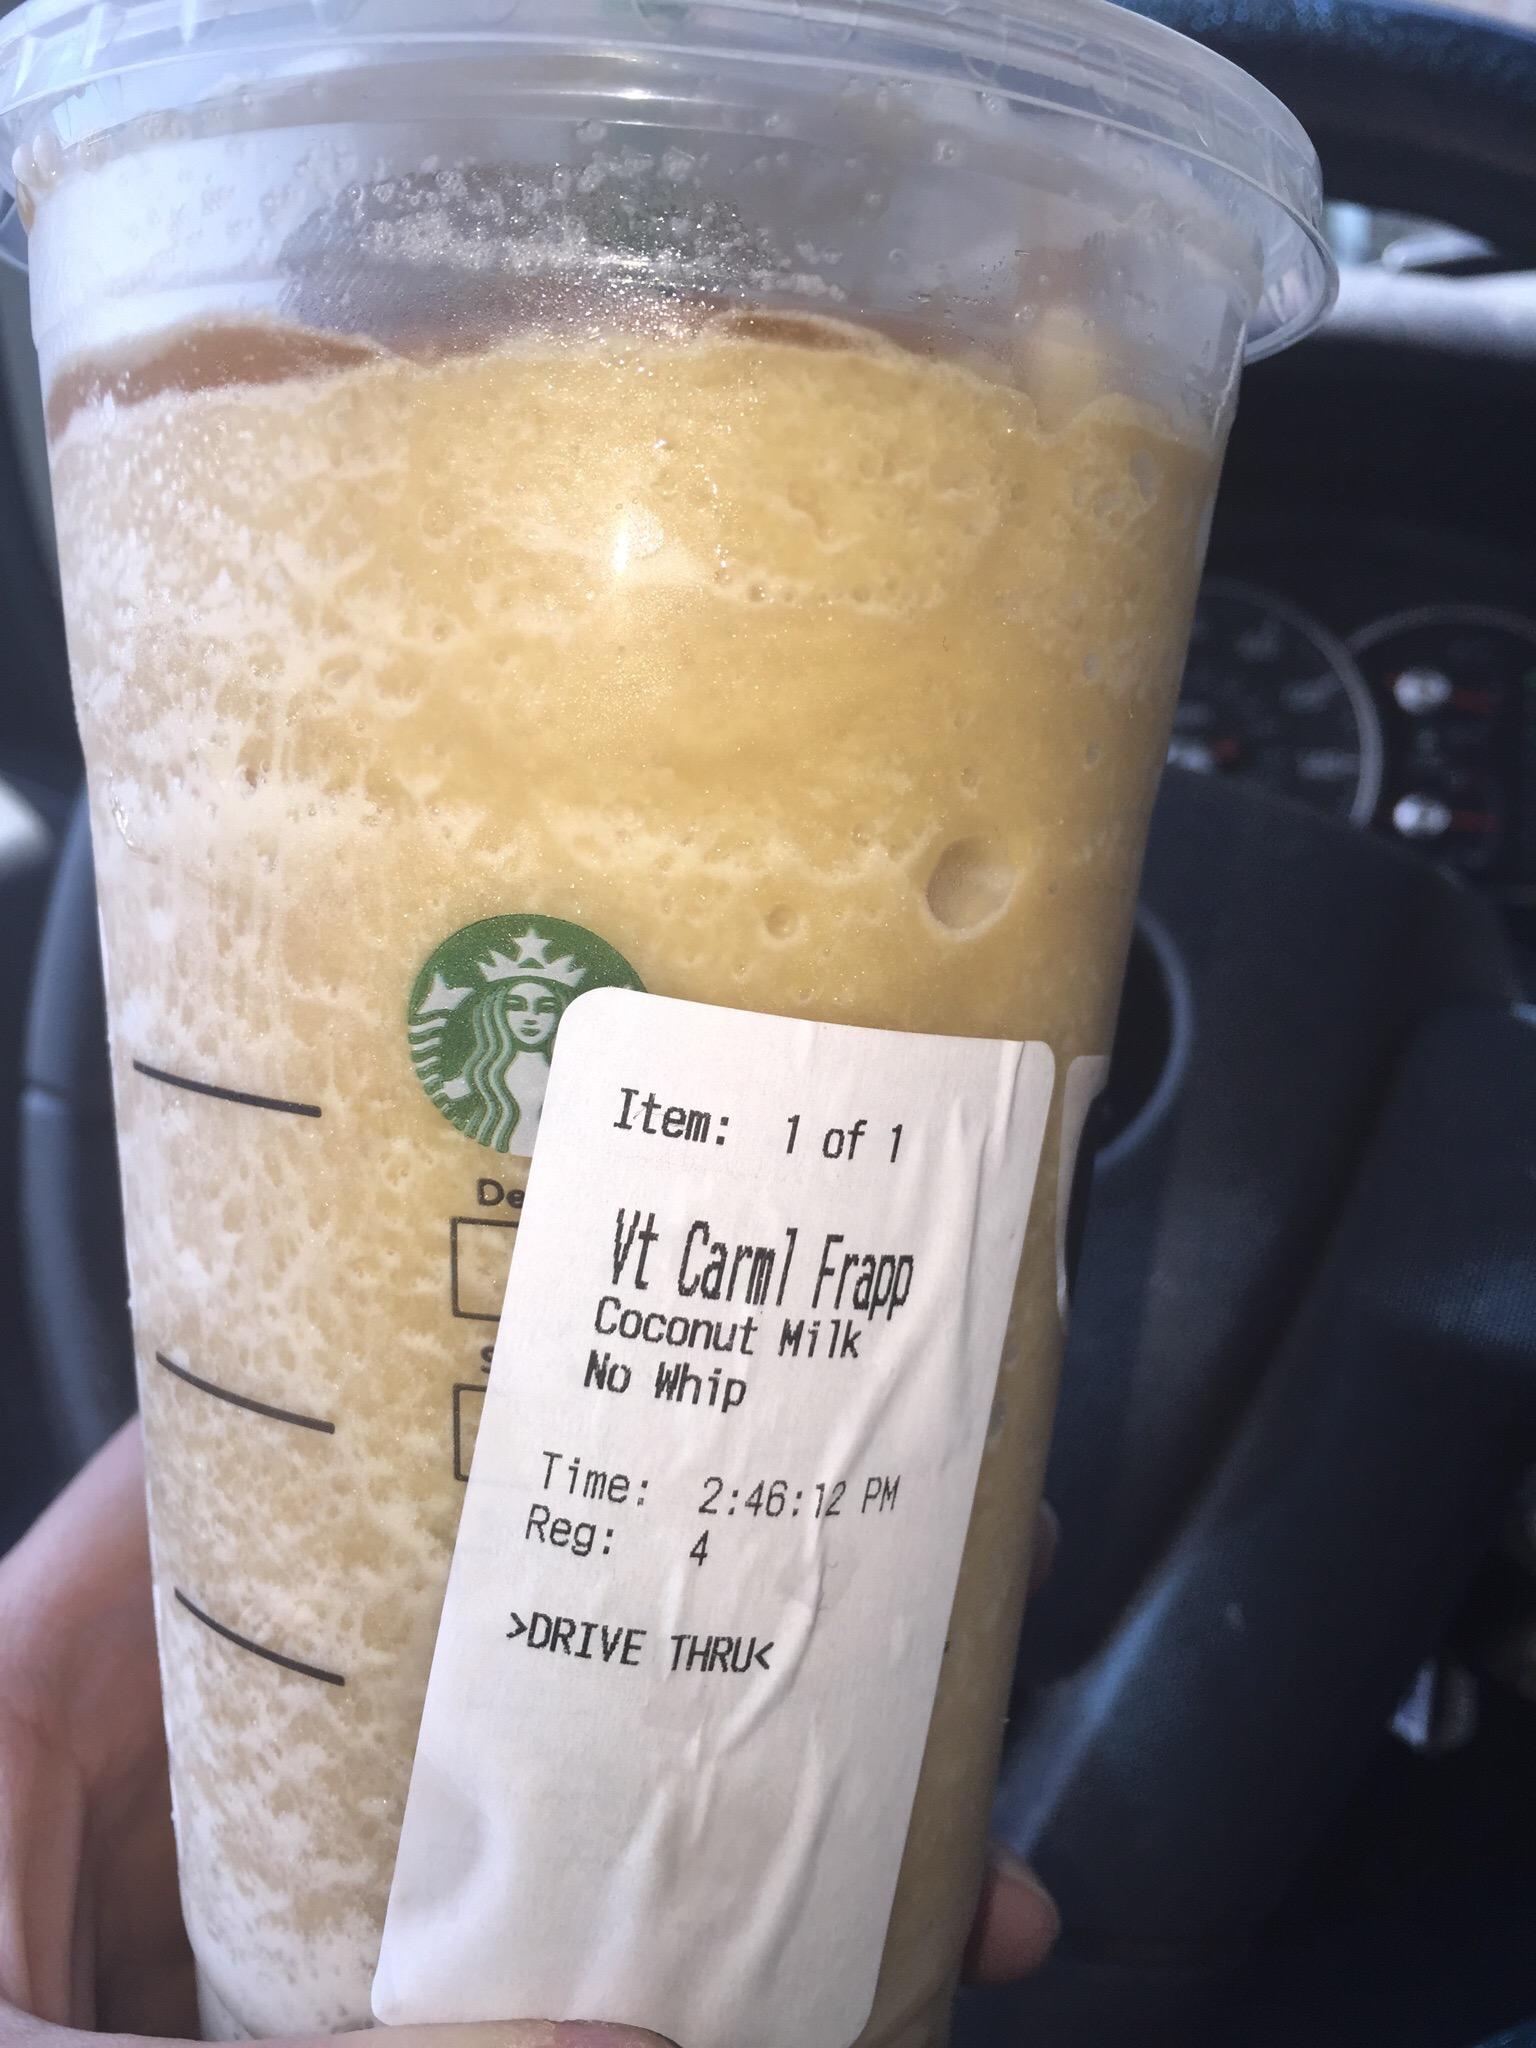 Item: 1 of 1
Vt Carml Frapp
Coconut Milk
No Whip
Time: 2:46:12 PM
Reg: 4
>DRIVE THRU<
De
S